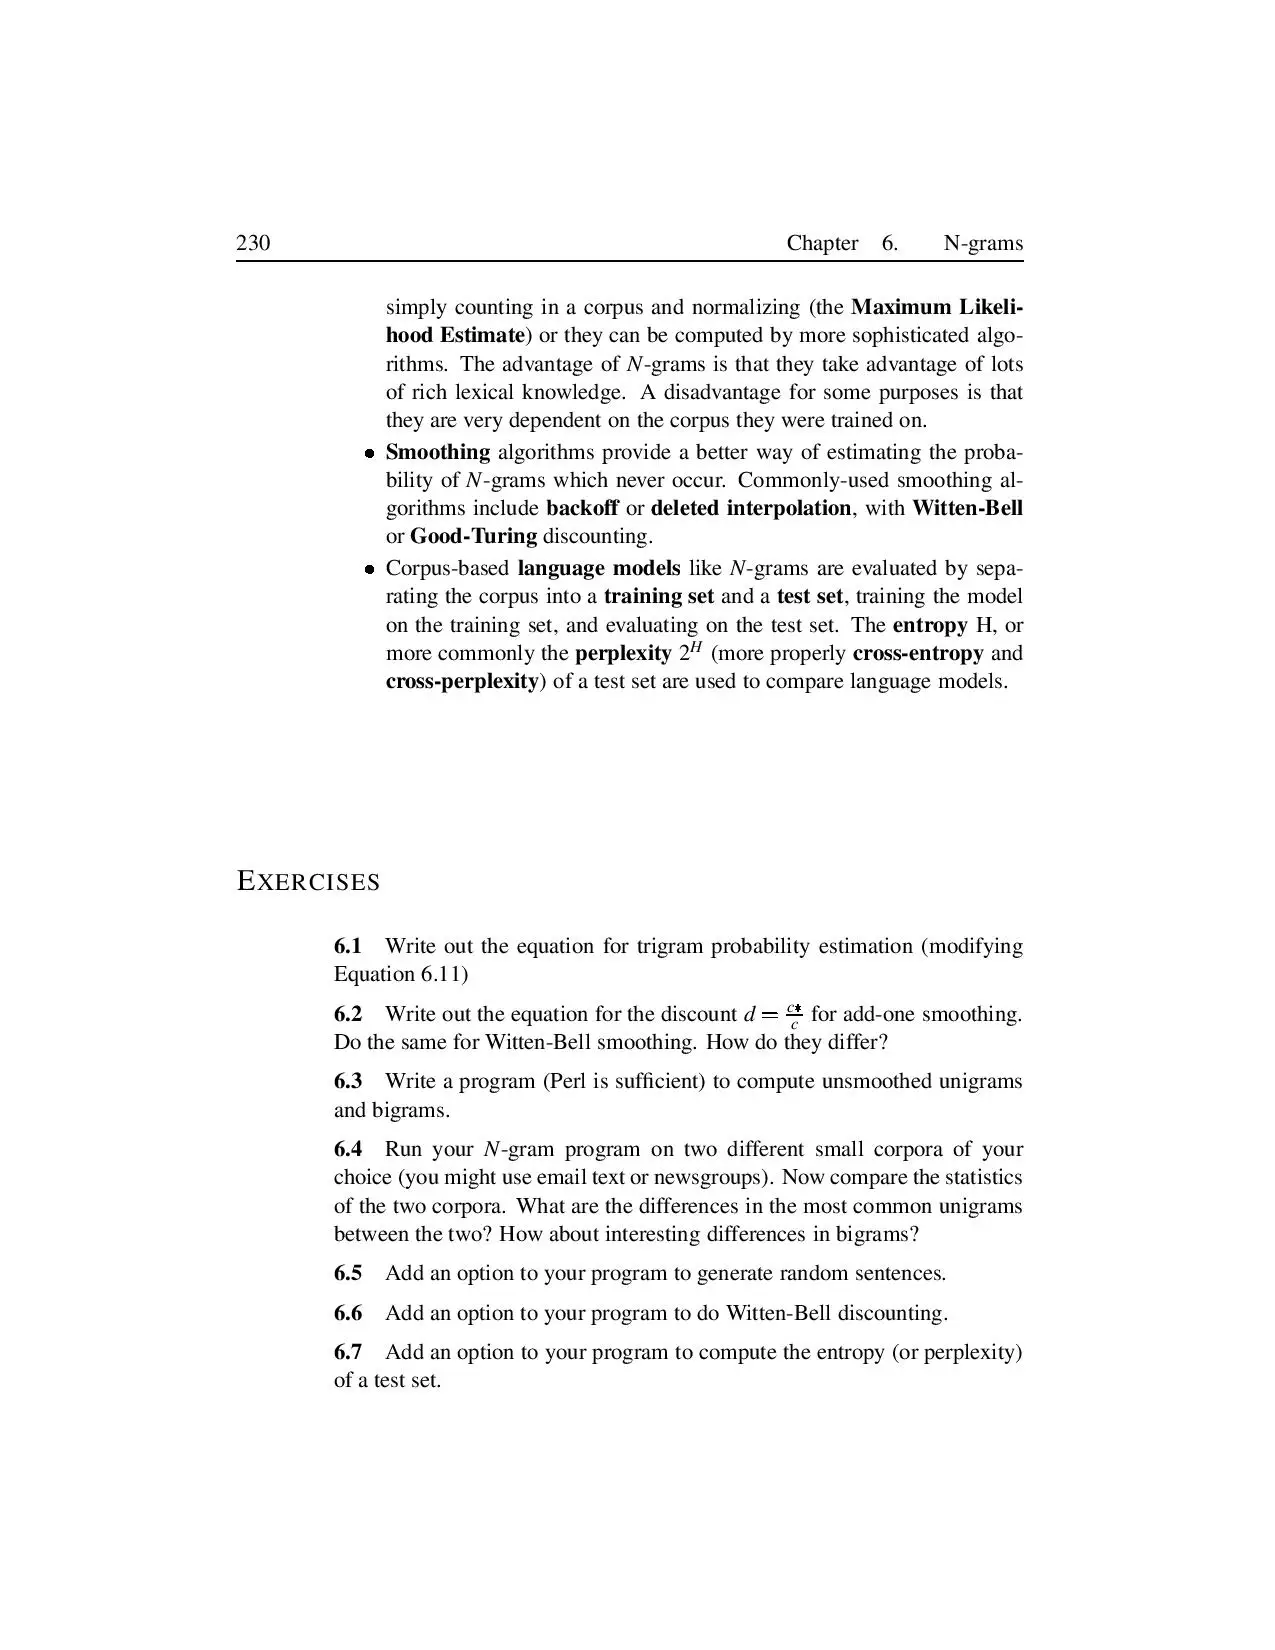 230 Chapter 6. N-grams
simply counting in a corpus and normalizing (the Maximum Likeli-
hood Estimate) or they can be computed by more sophisticated algo-
rithms. The advantage of N-grams is that they take advantage of lots
of rich lexical knowledge. A disadvantage for some purposes is that
they are very dependent on the corpus they were trained on.
• Smoothing algorithms provide a better way of estimating the proba-
bility of N-grams which never occur. Commonly-used smoothing al-
gorithms include backoff or deleted interpolation, with Witten-Bell
or Good-Turing discounting.
• Corpus-based language models like N-grams are evaluated by sepa-
rating the corpus into a training set and a test set, training the model
on the training set, and evaluating on the test set. The entropy H, or
more commonly the perplexity 2^H (more properly cross-entropy and
cross-perplexity) of a test set are used to compare language models.
EXERCISES
6.1 Write out the equation for trigram probability estimation (modifying
Equation 6.11)
6.2 Write out the equation for the discount d = c*/c for add-one smoothing.
Do the same for Witten-Bell smoothing. How do they differ?
6.3 Write a program (Perl is sufficient) to compute unsmoothed unigrams
and bigrams.
6.4 Run your N-gram program on two different small corpora of your
choice (you might use email text or newsgroups). Now compare the statistics
of the two corpora. What are the differences in the most common unigrams
between the two? How about interesting differences in bigrams?
6.5 Add an option to your program to generate random sentences.
6.6 Add an option to your program to do Witten-Bell discounting.
6.7 Add an option to your program to compute the entropy (or perplexity)
of a test set.